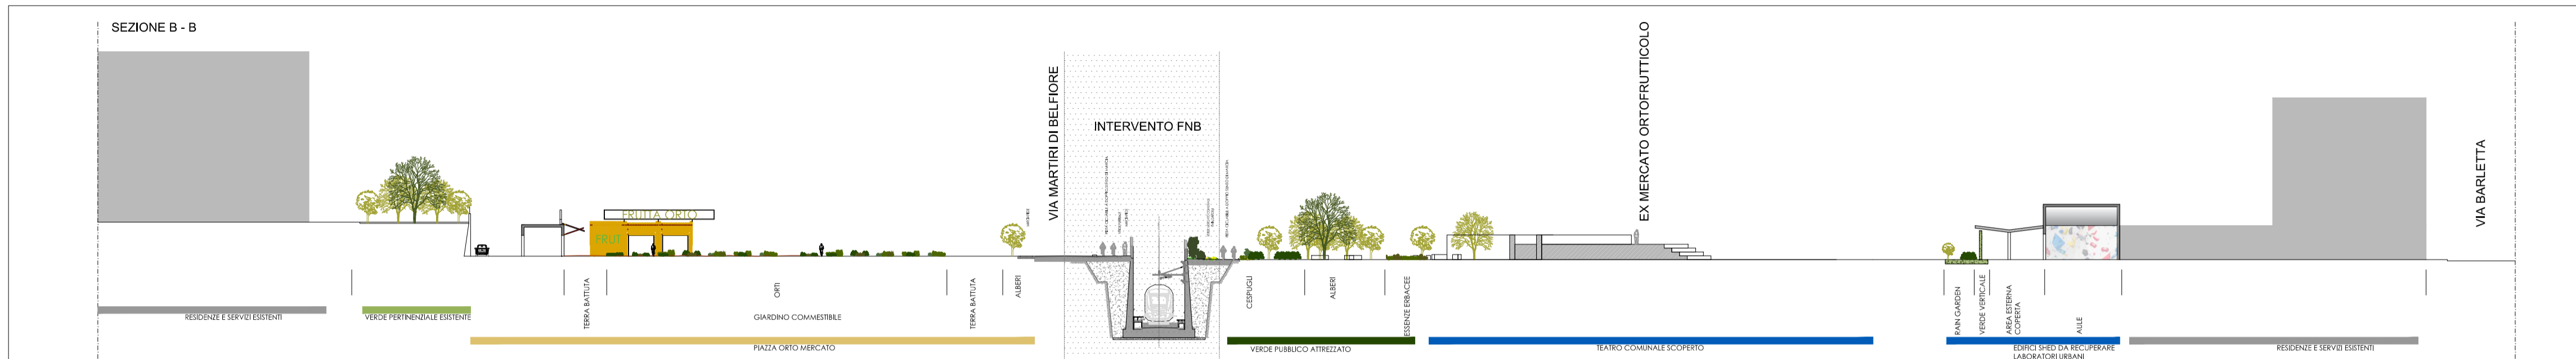 SEZIONE B - B
FRUTTA ORTO
FRUT
VIA MARTIRI DI BELFIORE
INTERVENTO FNB
EX MERCATO ORTOFRUTTICOLO
VIA BARLETTA
TERRA BATTUTA
ORTI
TERRA BATTUTA
ALBERI
CESPUGLI
ALBERI
ESSENZE ERBACEE
RAIN GARDEN
VERDE VERTICALE
AREA ESTERNA
COPERTA
AULE
RESIDENZE E SERVIZI ESISTENTI
VERDE PERTINENZIALE ESISTENTE
GIARDINO COMMESTIBILE
PIAZZA ORTO MERCATO
VERDE PUBBLICO ATTREZZATO
TEATRO COMUNALE SCOPERTO
EDIFICI SHED DA RECUPERARE
LABORATORI URBANI
RESIDENZE E SERVIZI ESISTENTI